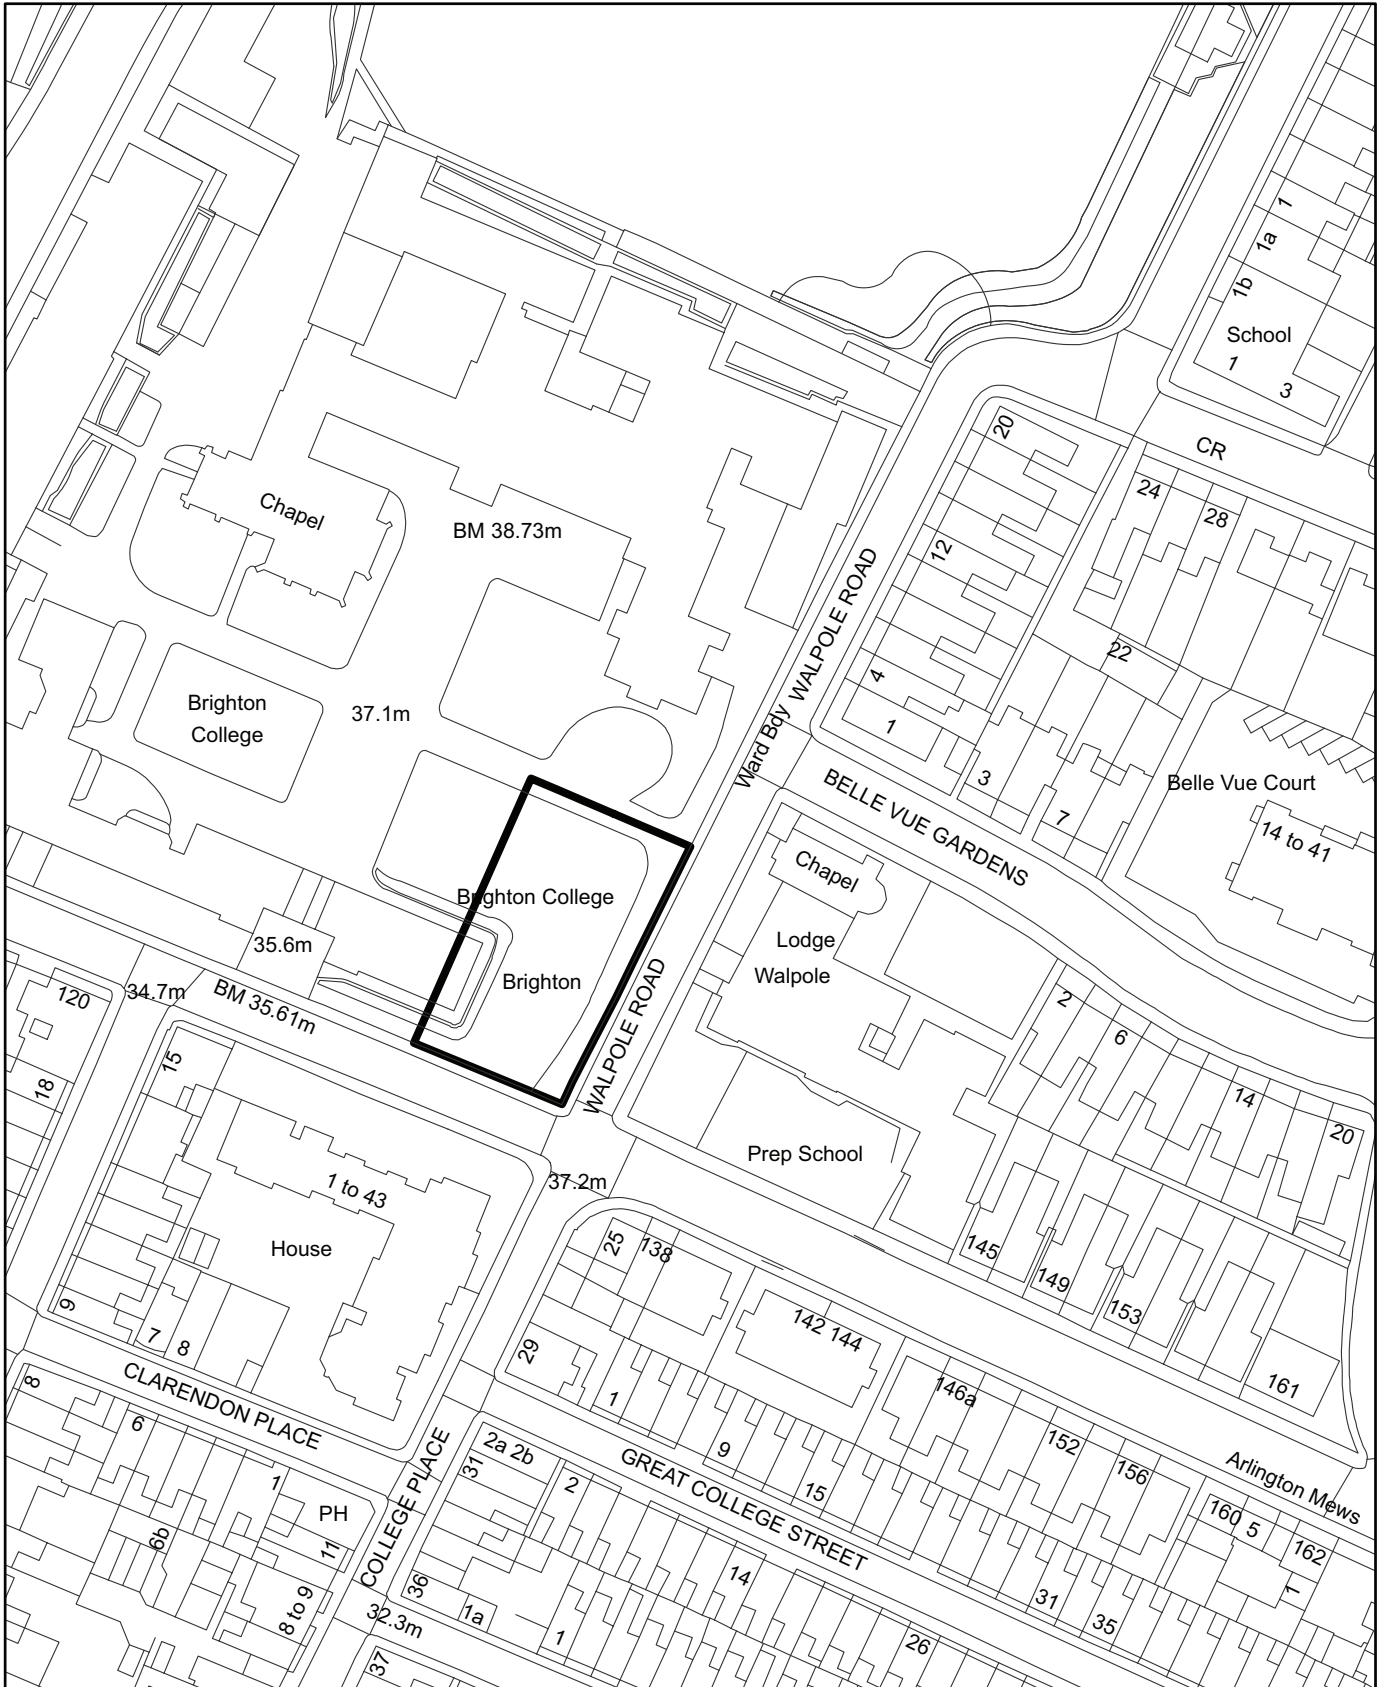 1
1a
1b
School
1
3
20
CR
24
28
12
Chapel
BM 38.73m
WALPOLE ROAD
22
4
1
Brighton
College
37.1m
Ward Bdy
3
7
Belle Vue Court
14 to 41
BELLE VUE GARDENS
Chapel
Brighton College
Lodge
Walpole
35.6m
Brighton
120
34.7m
BM 35.61m
WALPOLE ROAD
2
6
14
20
15
18
Prep School
1 to 43
House
37.2m
25
138
145
149
153
161
142 144
9
7
8
29
1
146a
152
156
Arlington Mews
8
CLARENDON PLACE
6
1
PH
11
6b
8 to 9
COLLEGE PLACE
2a 2b
31
2
9
15
GREAT COLLEGE STREET
160
5
162
1
36
1a
1
14
31
35
26
32.3m
37